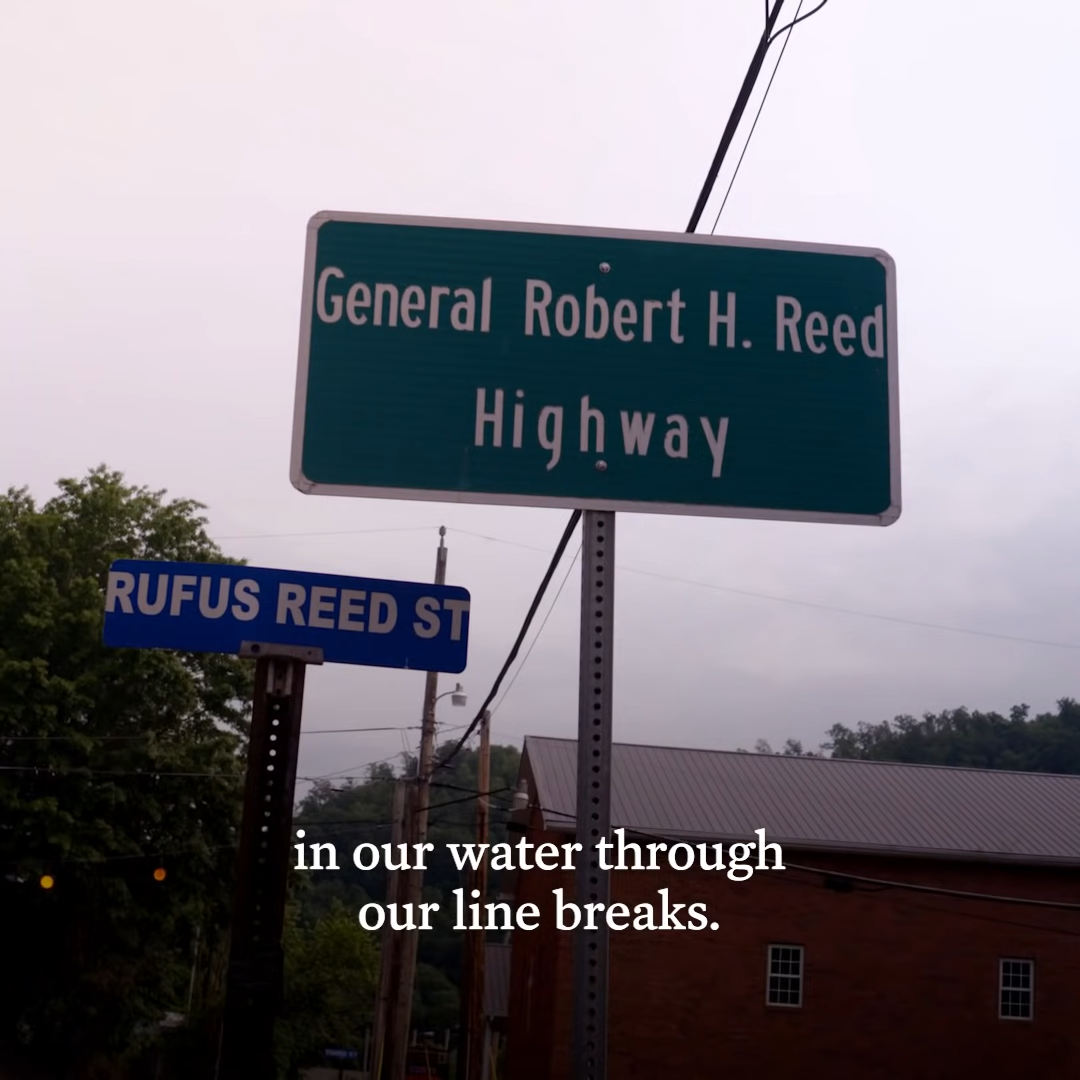 General Robert H. Reed
Highway
RUFUS REED ST
in our water through
our line breaks.